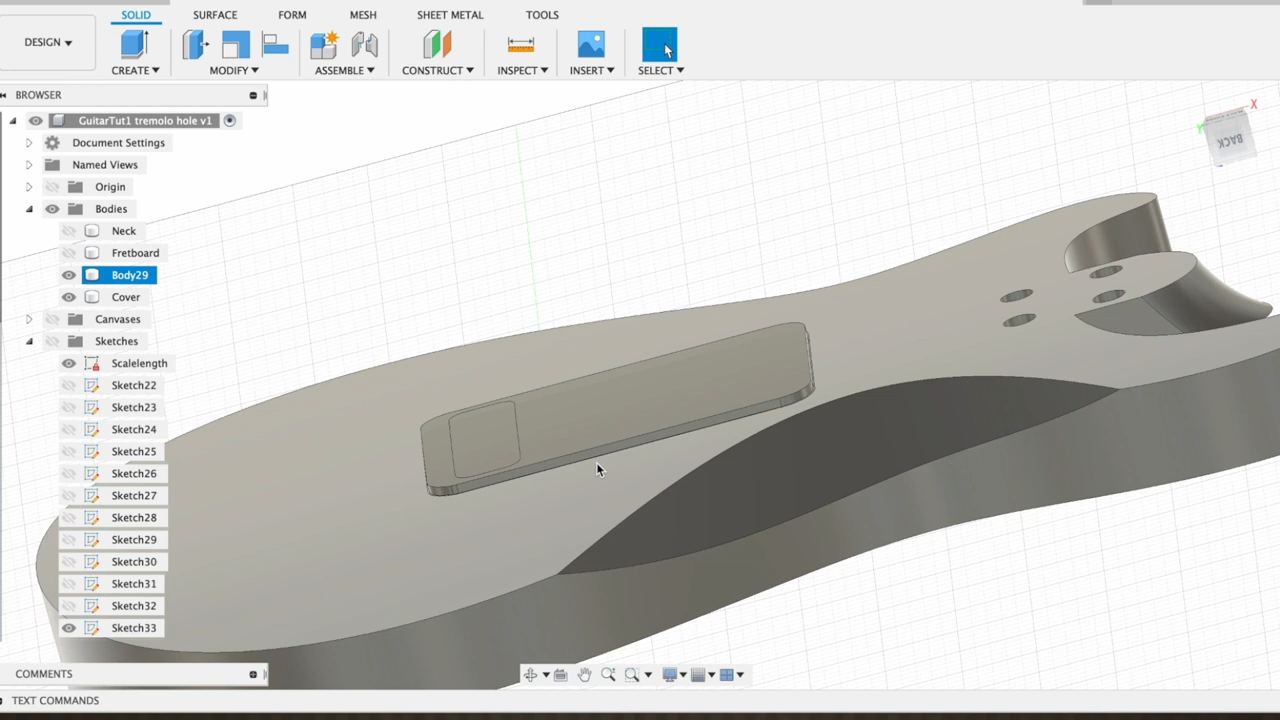 SOLID SURFACE FORM MESH SHEET METAL TOOLS
DESIGN ▾
CREATE ▾ MODIFY ▾ ASSEMBLE ▾ CONSTRUCT ▾ INSPECT ▾ INSERT ▾ SELECT ▾
BROWSER
GuitarTut1 tremolo hole v1
Document Settings
Named Views
Origin
Bodies
Neck
Fretboard
Body29
Cover
Canvases
Sketches
Scalelength
Sketch22
Sketch23
Sketch24
Sketch25
Sketch26
Sketch27
Sketch28
Sketch29
Sketch30
Sketch31
Sketch32
Sketch33
X
Y
BACK
COMMENTS
TEXT COMMANDS